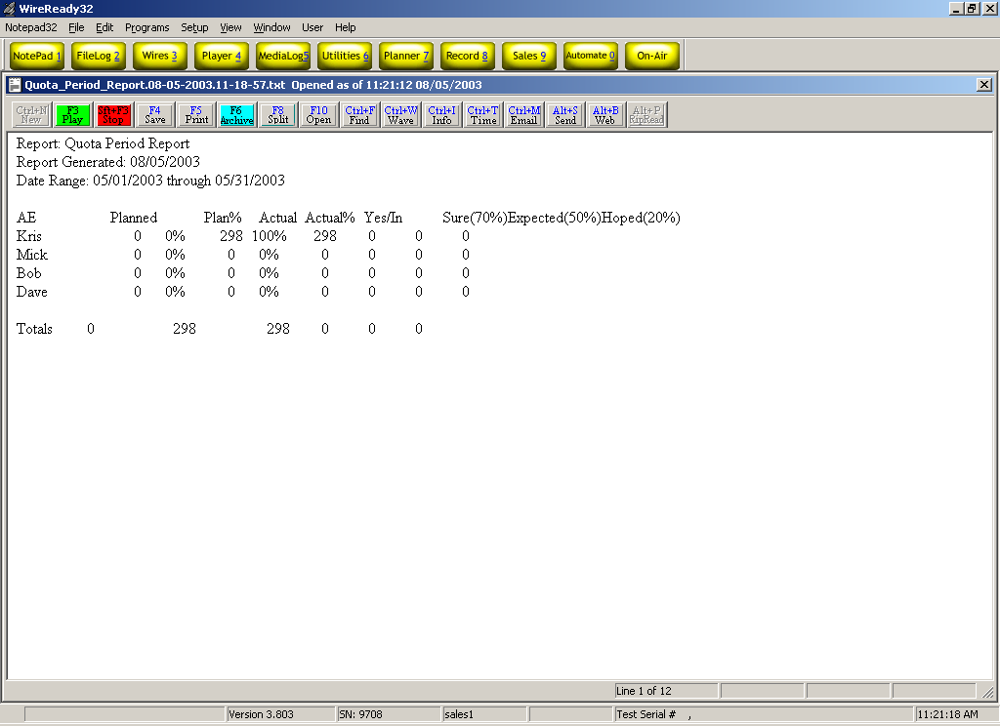 WireReady32
Notepad32 File Edit Programs Setup View Window User Help
NotePad 1 FileLog 2 Wires 3 Player 4 MediaLog5 Utilities 6 Planner 7 Record 8 Sales 9 Automate 0 On-Air
Quota_Period_Report.08-05-2003.11-18-57.txt Opened as of 11:21:12 08/05/2003
Ctrl+N F3 Srt+F3 F4 F5 F6 F8 F10 Ctrl+F Ctrl+W Ctrl+I Ctrl+T Ctrl+M Alt+S Alt+B Alt+P
New Play Stop Save Print Archive Split Open Find Wave Info Time Email Send Web RipRead
Report: Quota Period Report
Report Generated: 08/05/2003
Date Range: 05/01/2003 through 05/31/2003
AE Planned Plan% Actual Actual% Yes/In Sure(70%)Expected(50%)Hoped(20%)
Kris 0 0% 298 100% 298 0 0 0
Mick 0 0% 0 0% 0 0 0 0
Bob 0 0% 0 0% 0 0 0 0
Dave 0 0% 0 0% 0 0 0 0
Totals 0 298 298 0 0 0
Line 1 of 12
Version 3.803 SN: 9708 sales1 Test Serial # , 11:21:18 AM